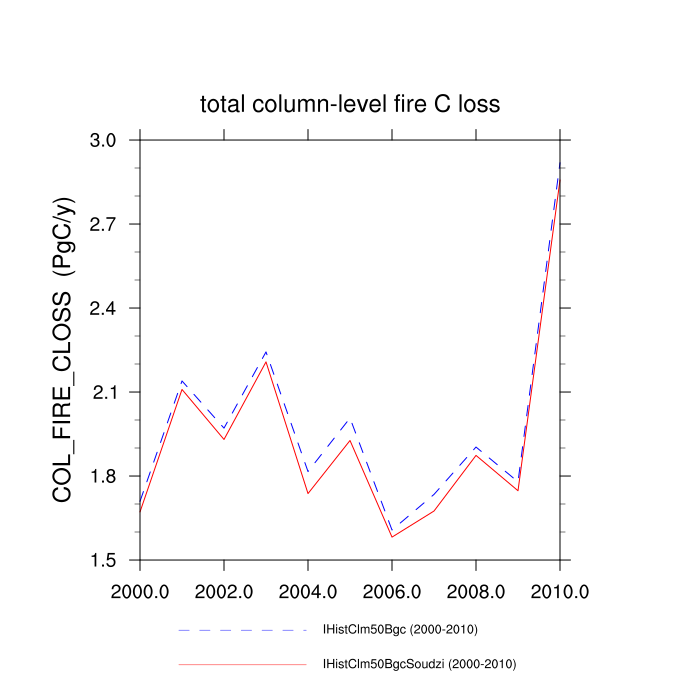 total column-level fire C loss
COL_FIRE_CLOSS (PgC/y)
3.0
2.7
2.4
2.1
1.8
1.5
2000.0 2002.0 2004.0 2006.0 2008.0 2010.0
IHistClm50Bgc (2000-2010)
IHistClm50BgcSoudzi (2000-2010)